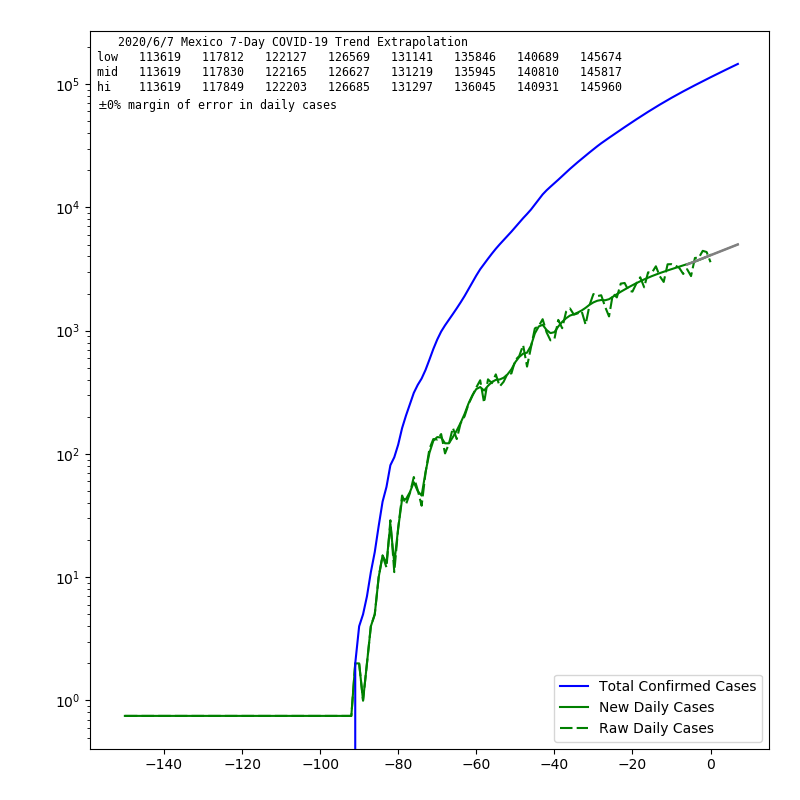 2020/6/7 Mexico 7-Day COVID-19 Trend Extrapolation
low 113619 117812 122127 126569 131141 135846 140689 145674
mid 113619 117830 122165 126627 131219 135945 140810 145817
hi 113619 117849 122203 126685 131297 136045 140931 145960
±0% margin of error in daily cases
10⁵
10⁴
10³
10²
10¹
10⁰
Total Confirmed Cases
New Daily Cases
Raw Daily Cases
−140 −120 −100 −80 −60 −40 −20 0